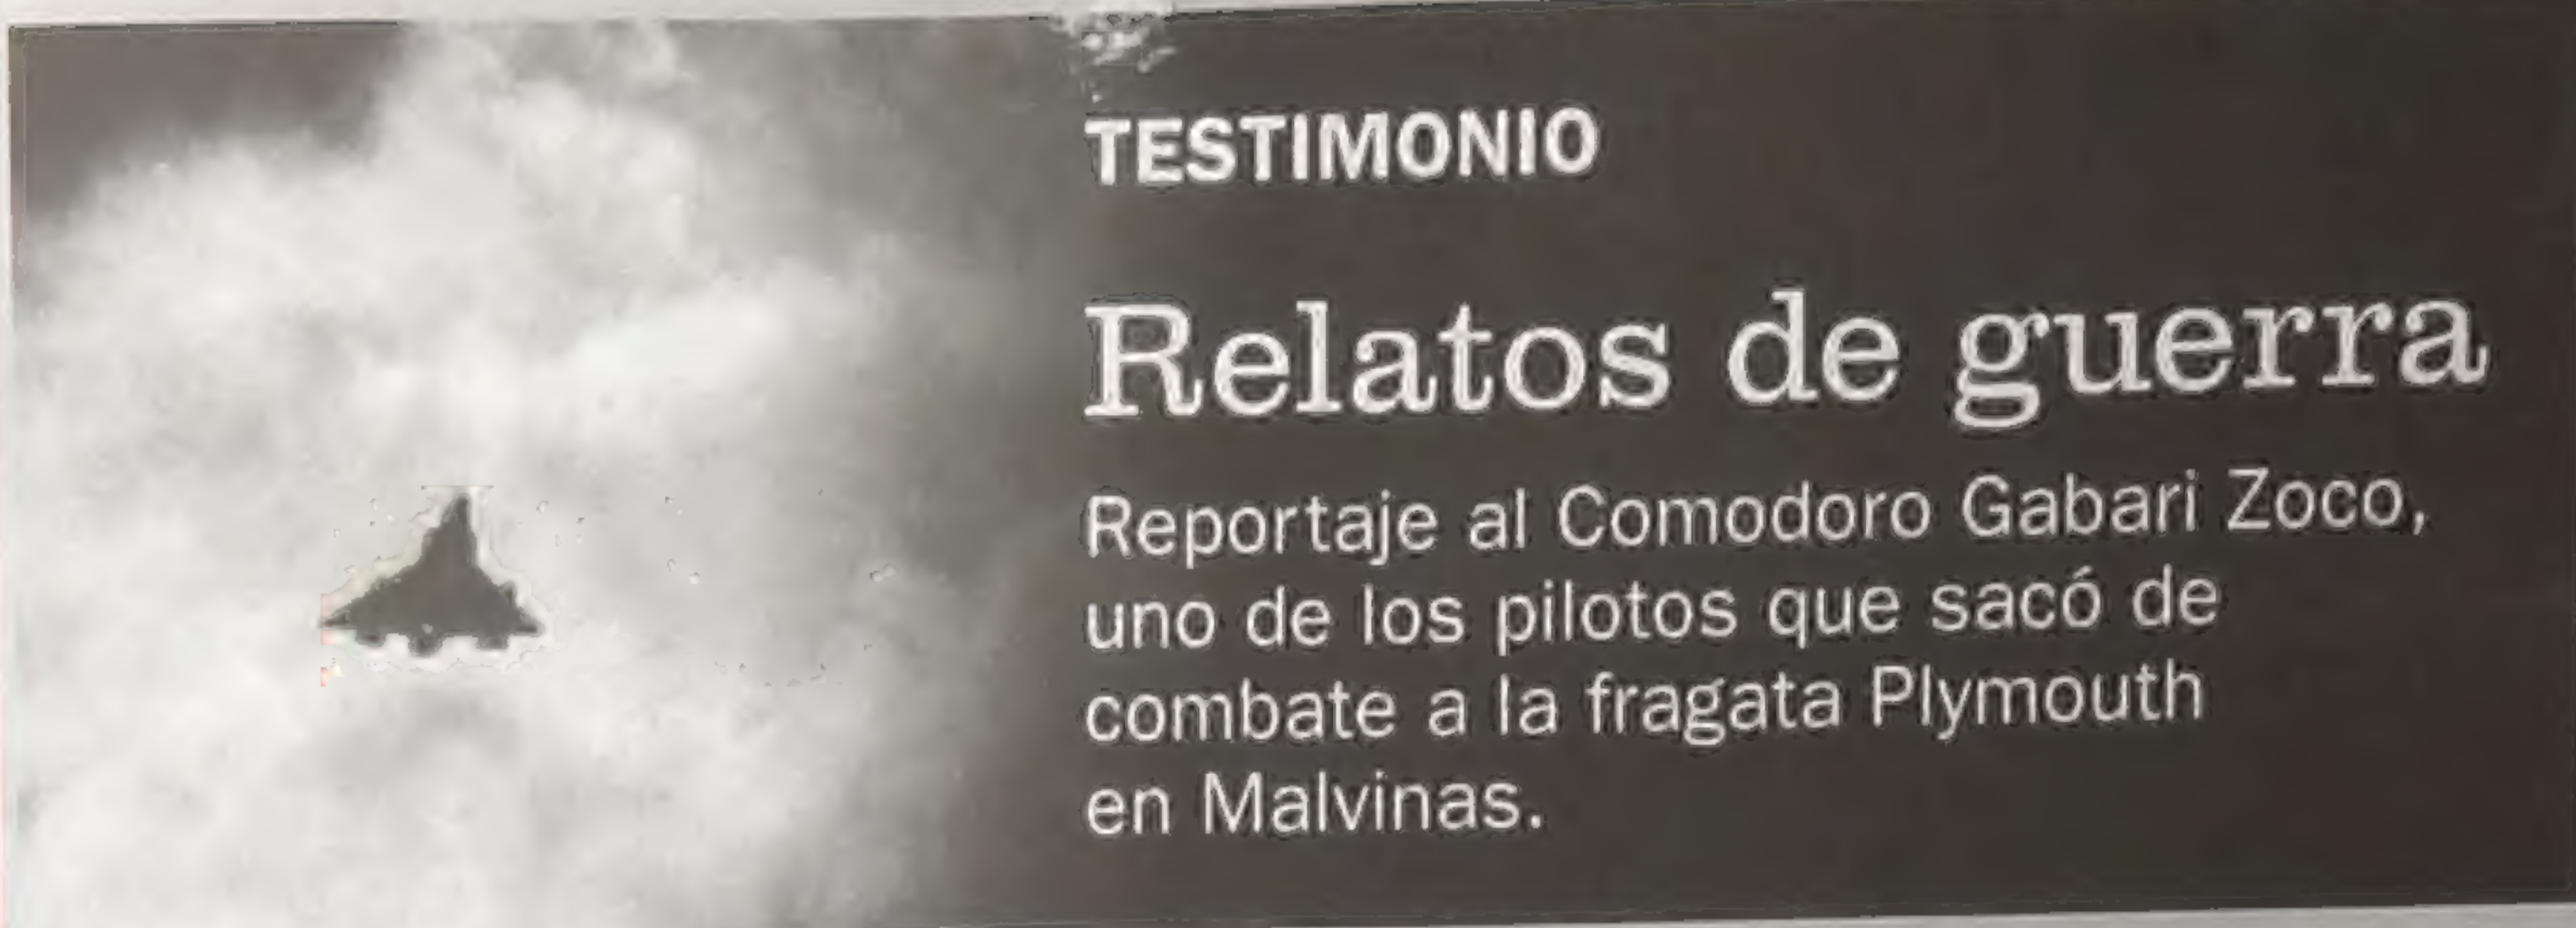 TESTIMONIO
Relatos de guerra
Reportaje al Comodoro Gabari Zoco,
uno de los pilotos que sacó de
combate a la fragata Plymouth
en Malvinas.